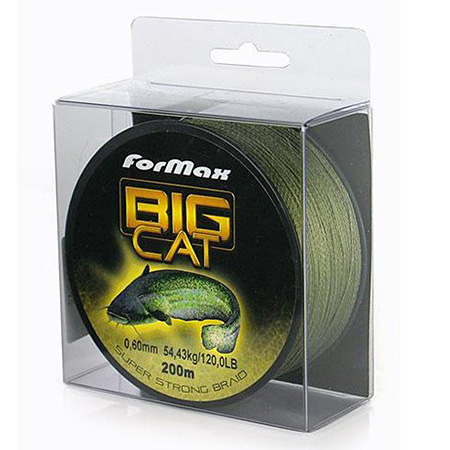 ForMax
BIG
CAT
0,60mm 54,43kg/120,0LB
200m
SUPER STRONG BRAID